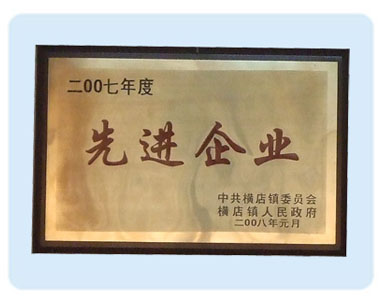 二00七年度
先进企业
中共横店镇委员会
横店镇人民政府
二00八年元月